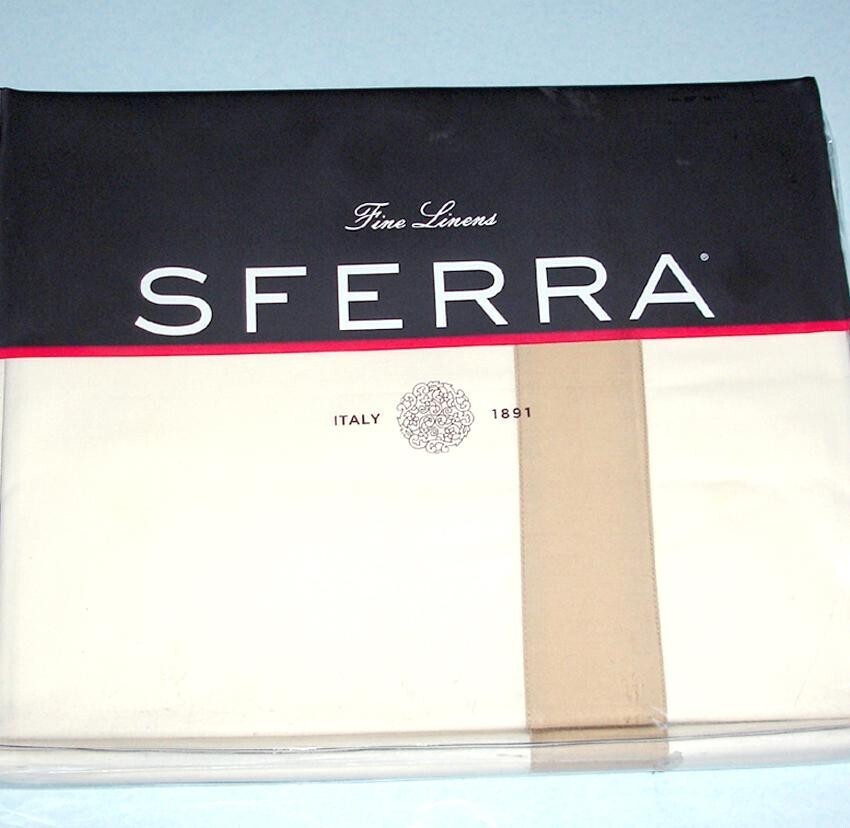 Fine Linens
SFERRA®
ITALY 1891